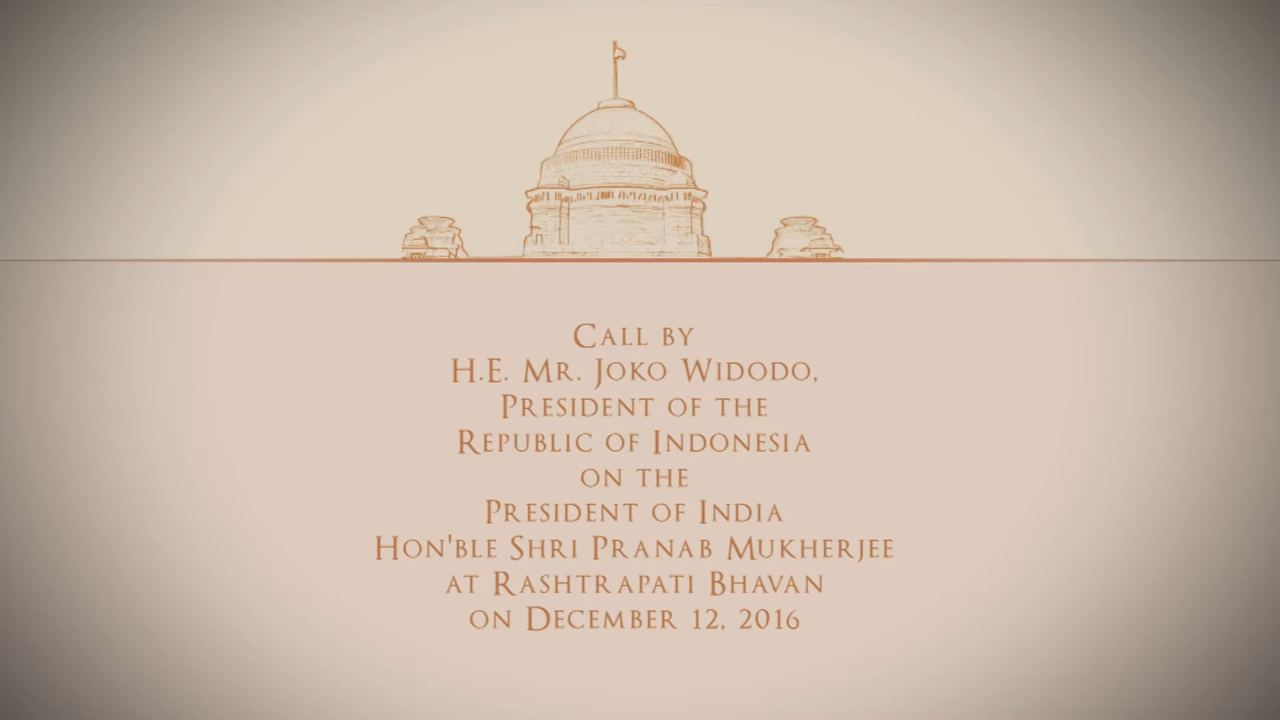 Call by
H.E. Mr. Joko Widodo,
President of the
Republic of Indonesia
on the
President of India
Hon'ble Shri Pranab Mukherjee
at Rashtrapati Bhavan
on December 12, 2016